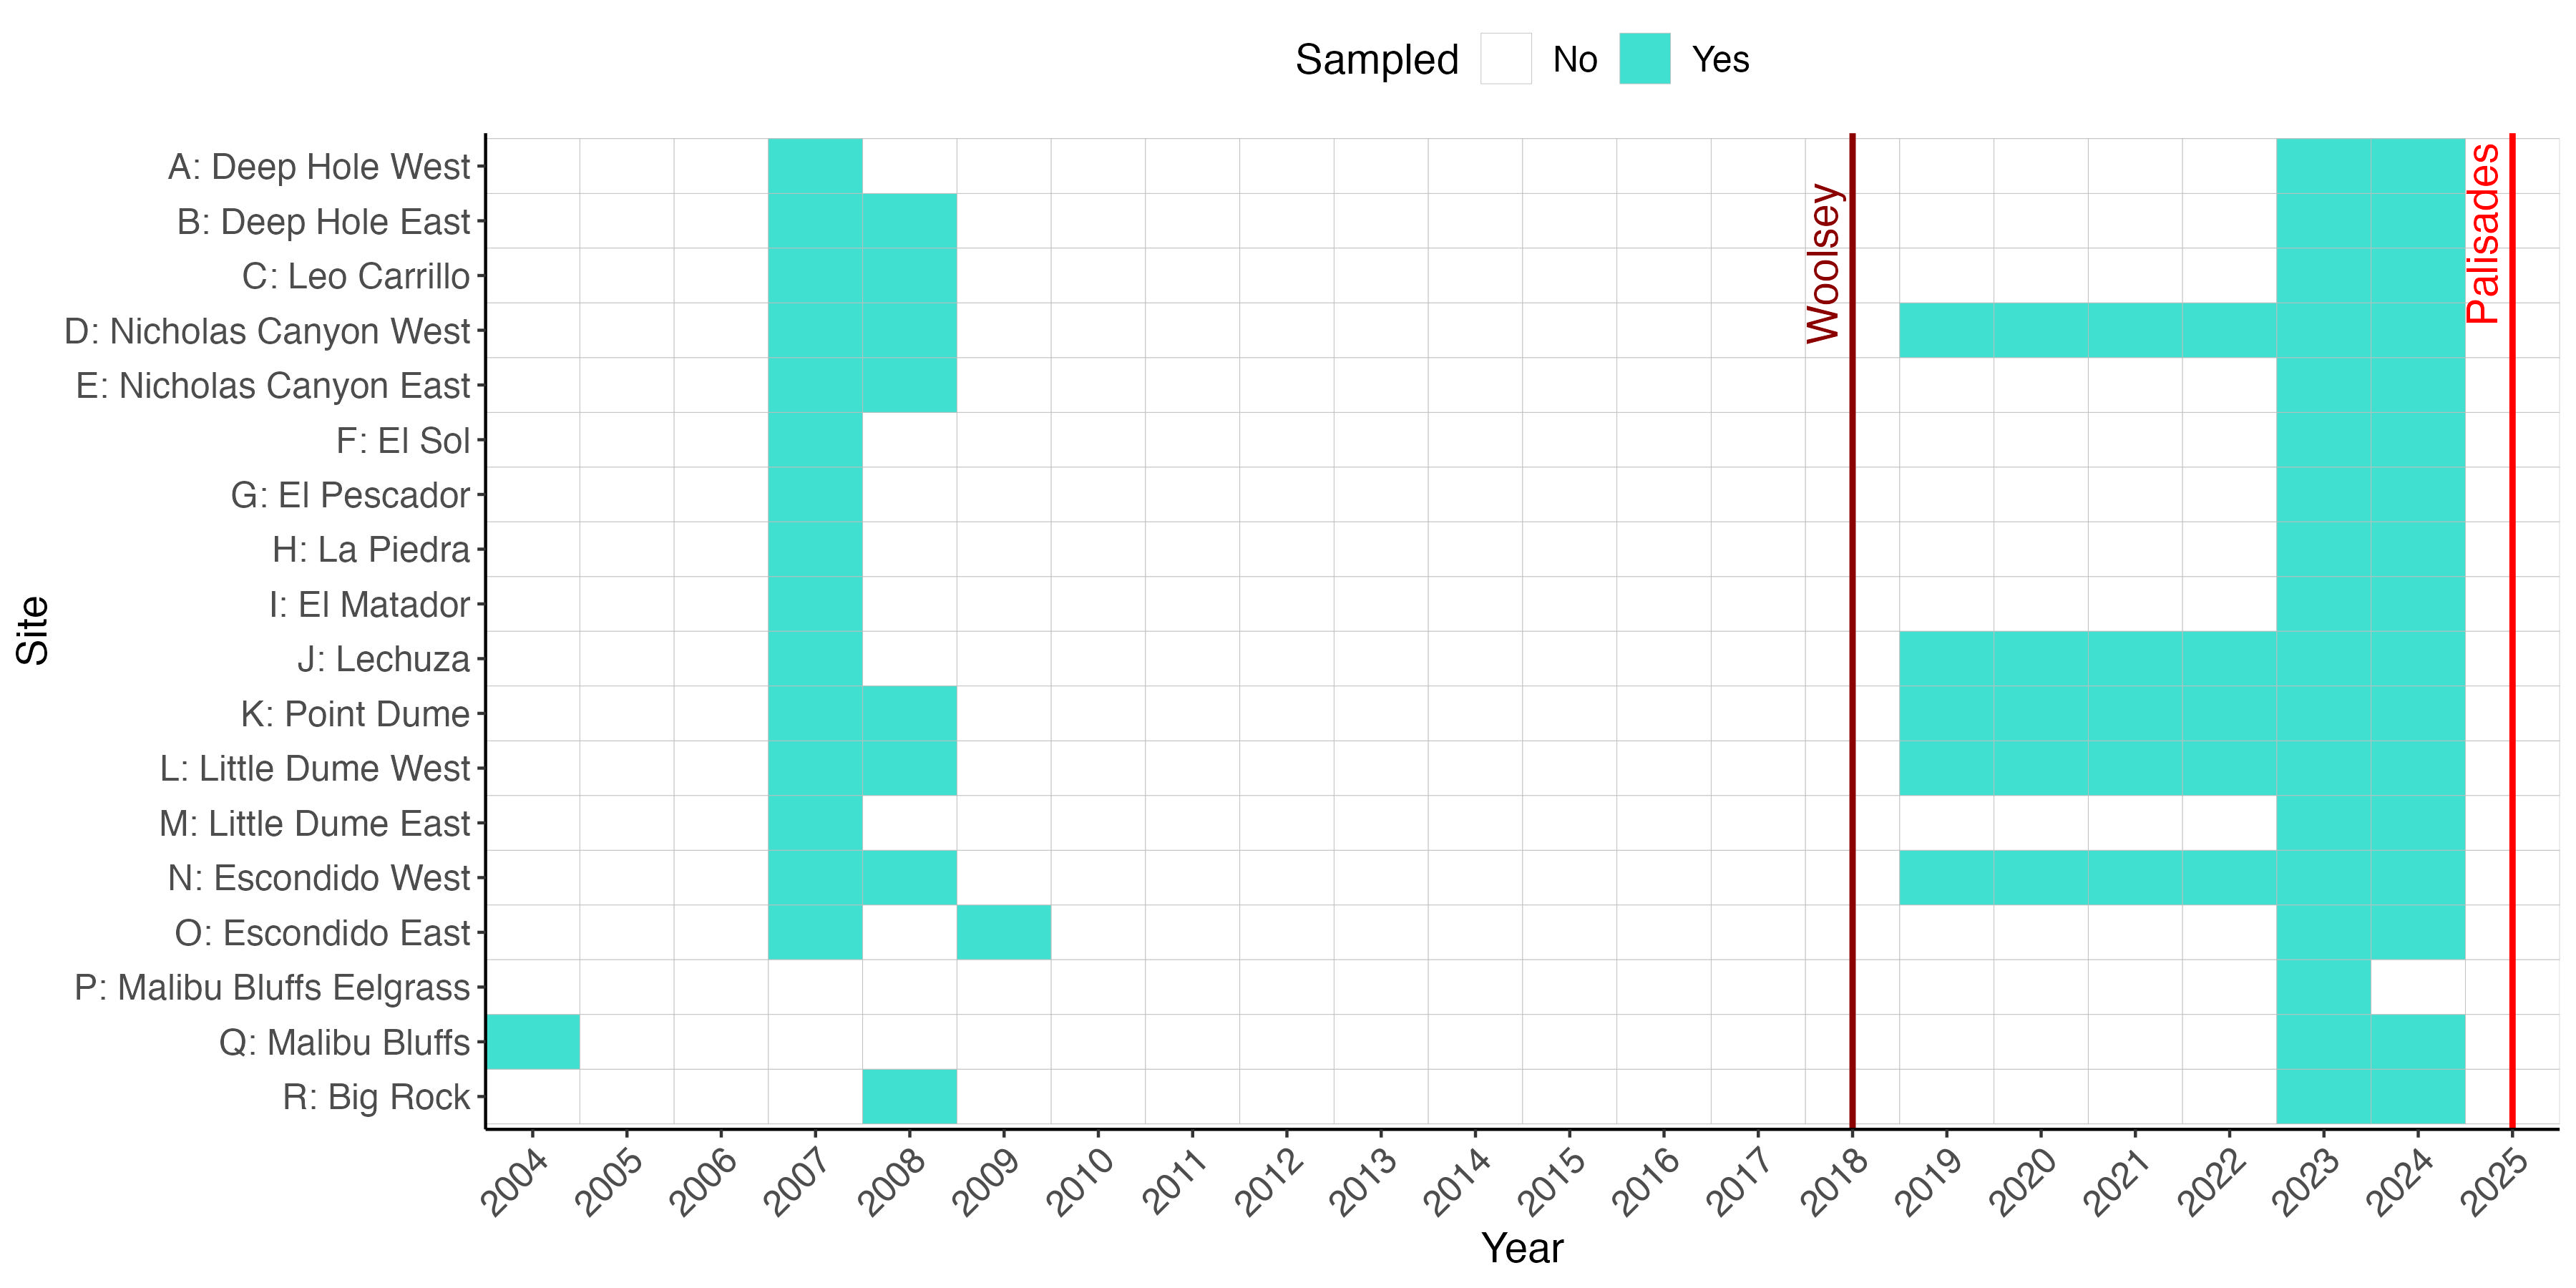 Sampled No Yes
Woolsey
Palisades
Site
A: Deep Hole West
B: Deep Hole East
C: Leo Carrillo
D: Nicholas Canyon West
E: Nicholas Canyon East
F: El Sol
G: El Pescador
H: La Piedra
I: El Matador
J: Lechuza
K: Point Dume
L: Little Dume West
M: Little Dume East
N: Escondido West
O: Escondido East
P: Malibu Bluffs Eelgrass
Q: Malibu Bluffs
R: Big Rock
2004 2005 2006 2007 2008 2009 2010 2011 2012 2013 2014 2015 2016 2017 2018 2019 2020 2021 2022 2023 2024 2025
Year